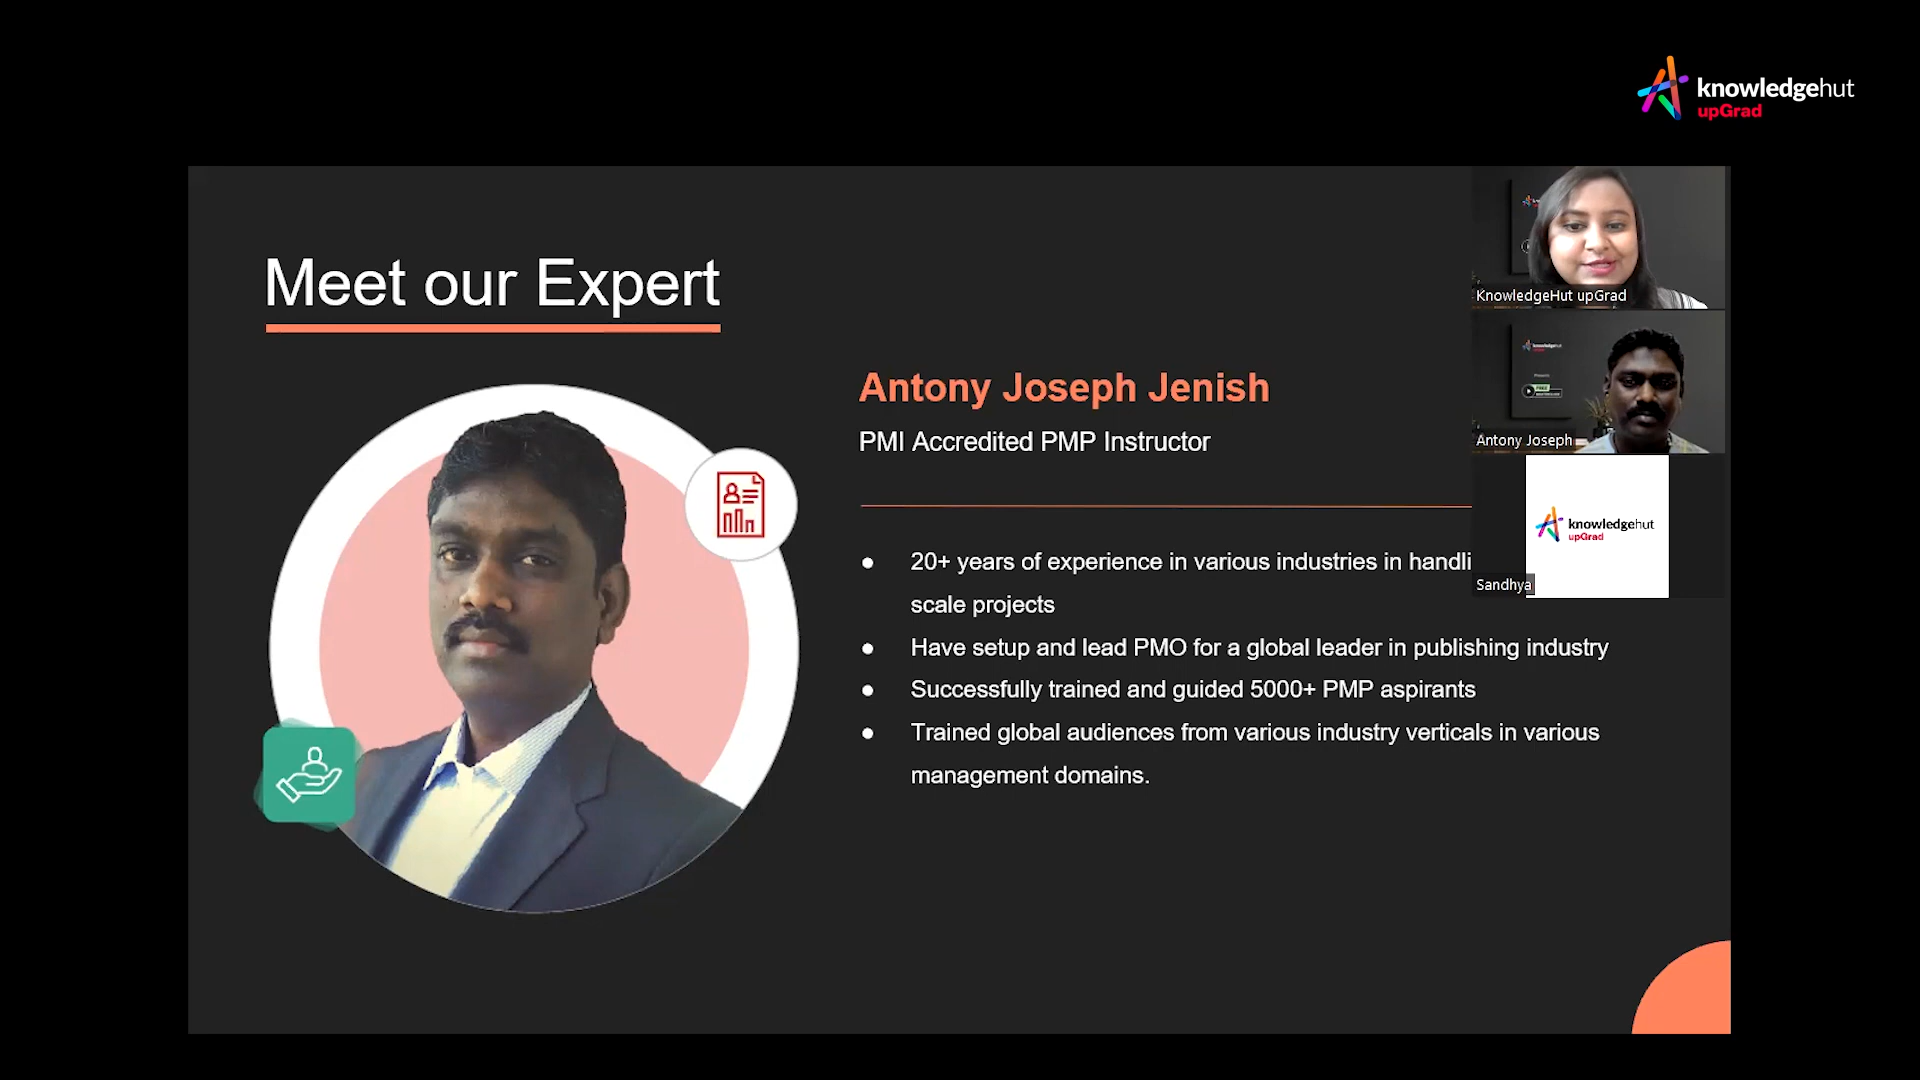 knowledgehut
upGrad
Meet our Expert
KnowledgeHut upGrad
Antony Joseph Jenish
PMI Accredited PMP Instructor
knowledgehut
Antony Joseph
knowledgehut
upGrad
Sandhya
● 20+ years of experience in various industries in handli
scale projects
● Have setup and lead PMO for a global leader in publishing industry
● Successfully trained and guided 5000+ PMP aspirants
● Trained global audiences from various industry verticals in various
management domains.